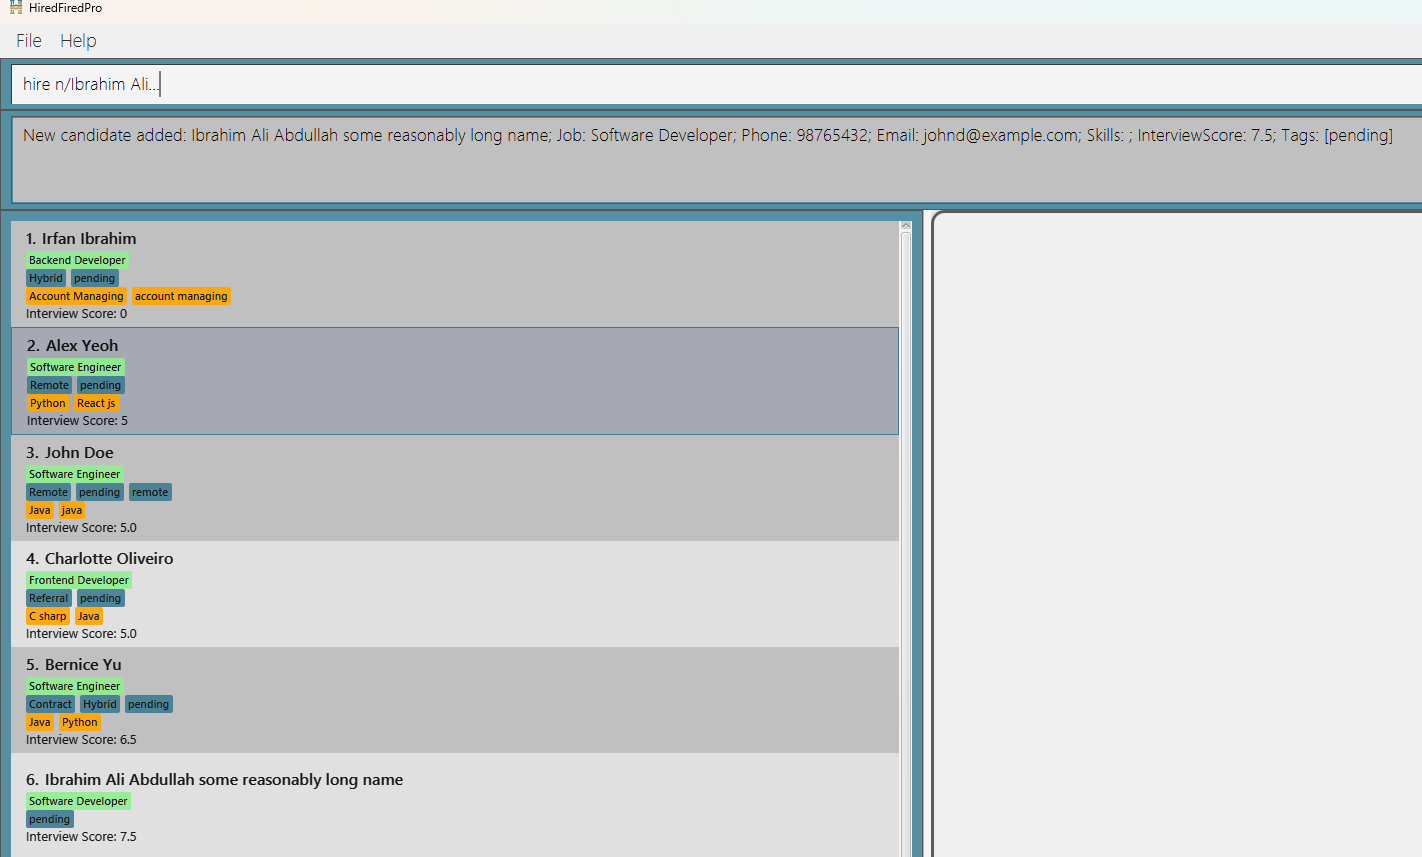 HiredFiredPro
File Help
hire n/Ibrahim Ali...
New candidate added: Ibrahim Ali Abdullah some reasonably long name; Job: Software Developer; Phone: 98765432; Email: johnd@example.com; Skills: ; InterviewScore: 7.5; Tags: [pending]
1. Irfan Ibrahim
Backend Developer
Hybrid pending
Account Managing account managing
Interview Score: 0
2. Alex Yeoh
Software Engineer
Remote pending
Python React js
Interview Score: 5
3. John Doe
Software Engineer
Remote pending remote
Java java
Interview Score: 5.0
4. Charlotte Oliveiro
Frontend Developer
Referral pending
C sharp Java
Interview Score: 5.0
5. Bernice Yu
Software Engineer
Contract Hybrid pending
Java Python
Interview Score: 6.5
6. Ibrahim Ali Abdullah some reasonably long name
Software Developer
pending
Interview Score: 7.5